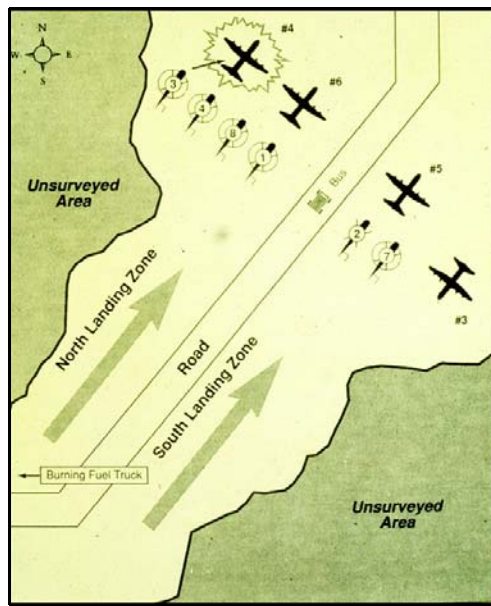 N
W
E
S
#4
#6
3
4
8
1
Unsurveyed
Area
Bus
#5
2
7
#3
North Landing Zone
Road
South Landing Zone
Burning Fuel Truck
Unsurveyed
Area